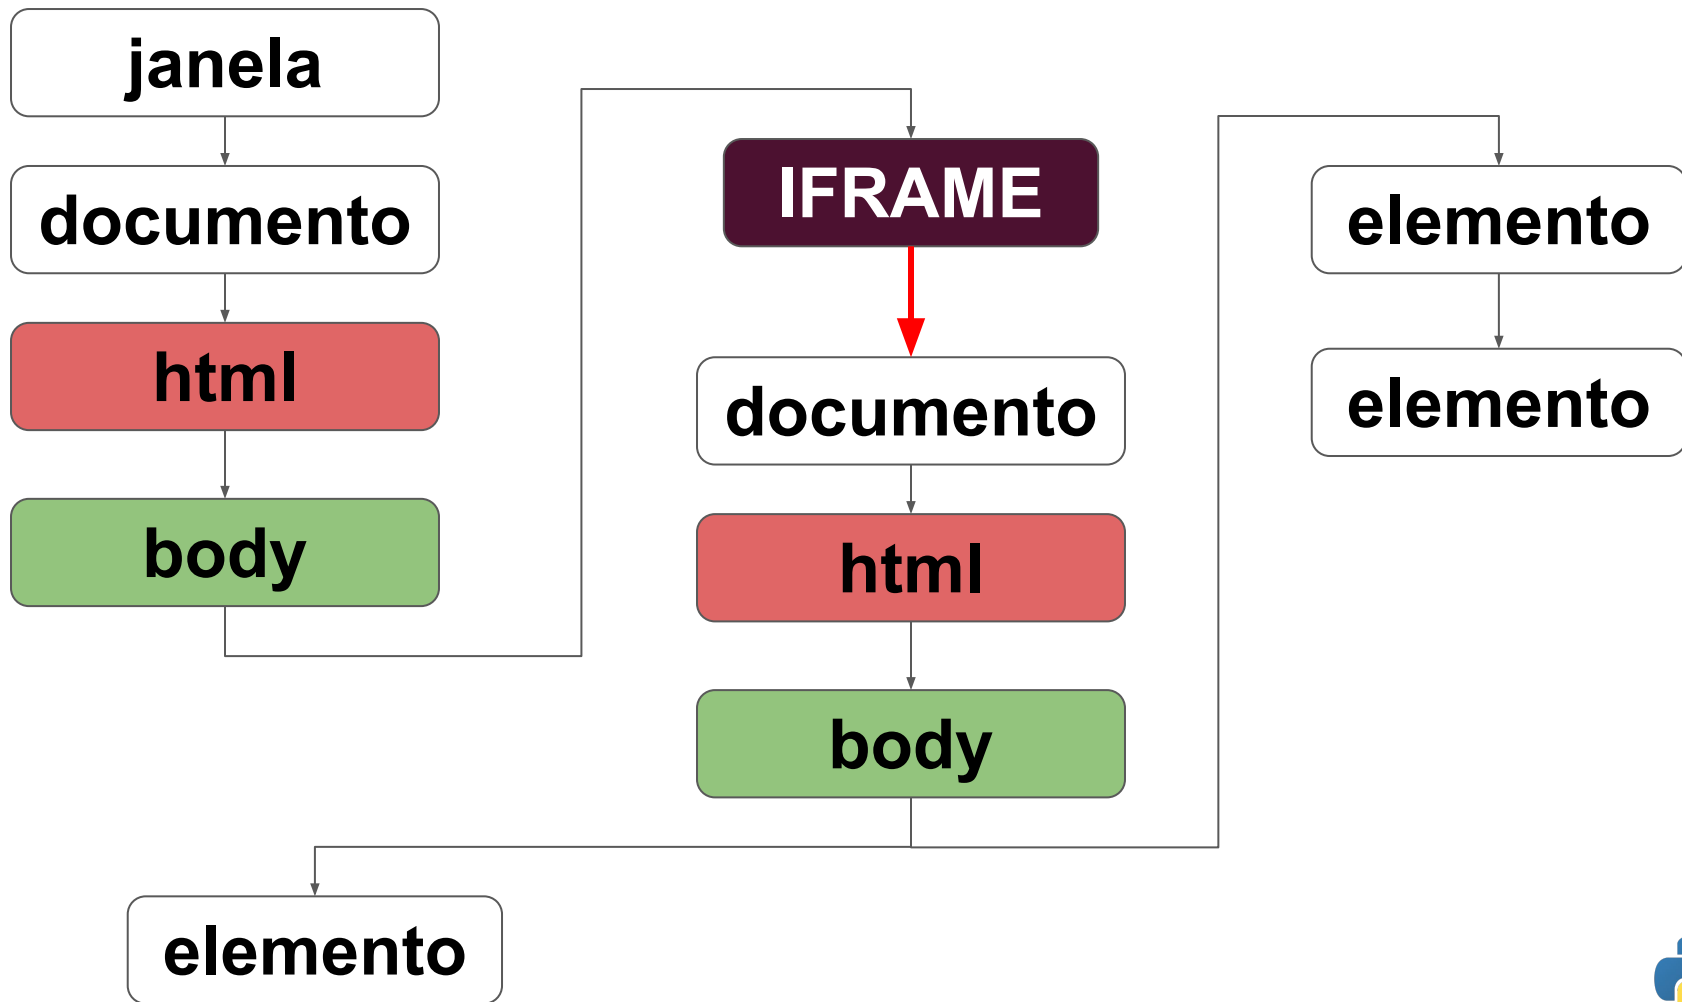 janela
documento
html
body
IFRAME
documento
html
body
elemento
elemento
elemento